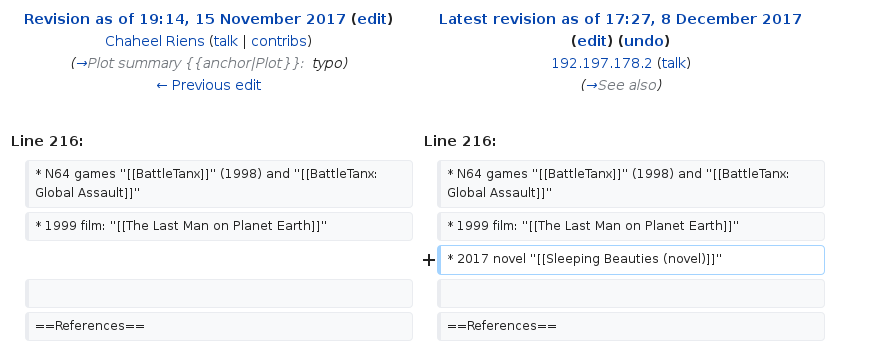 Revision as of 19:14, 15 November 2017 (edit)
Chaheel Riens (talk | contribs)
(→Plot summary {{anchor|Plot}}: typo)
← Previous edit
Latest revision as of 17:27, 8 December 2017
(edit) (undo)
192.197.178.2 (talk)
(→See also)
Line 216:
Line 216:
* N64 games ''[[BattleTanx]]'' (1998) and ''[[BattleTanx:
Global Assault]]''
* N64 games ''[[BattleTanx]]'' (1998) and ''[[BattleTanx:
Global Assault]]''
* 1999 film: ''[[The Last Man on Planet Earth]]''
* 1999 film: ''[[The Last Man on Planet Earth]]''
+ * 2017 novel ''[[Sleeping Beauties (novel)]]''
==References==
==References==